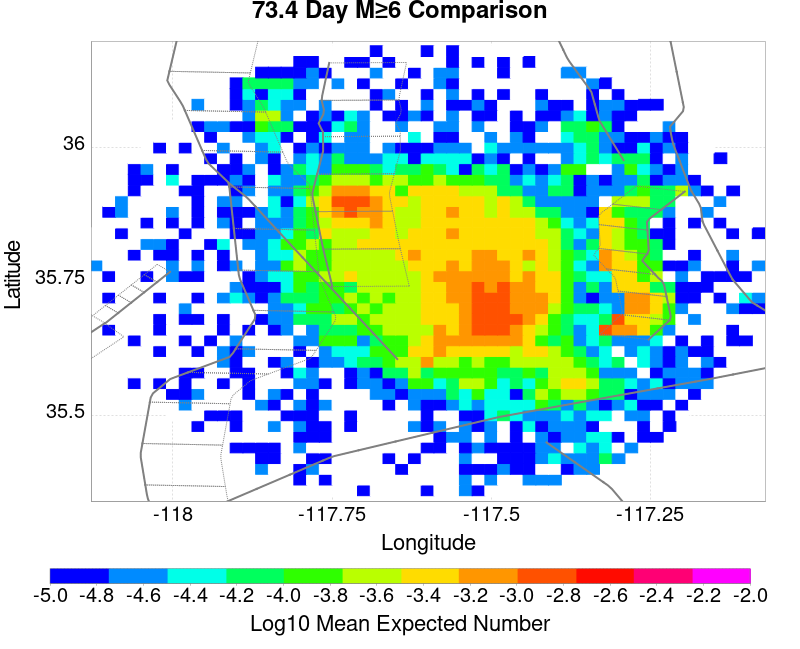 73.4 Day M≥6 Comparison
36
35.75
35.5
Latitude
-118 -117.75 -117.5 -117.25
Longitude
-5.0 -4.8 -4.6 -4.4 -4.2 -4.0 -3.8 -3.6 -3.4 -3.2 -3.0 -2.8 -2.6 -2.4 -2.2 -2.0
Log10 Mean Expected Number